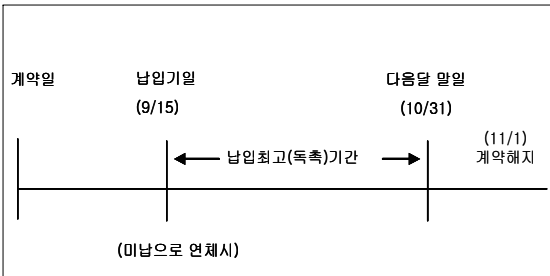 계약일
납입기일
(9/15)
다음달 말일
(10/31)
(11/1)
계약해지
납입최고(독촉)기간
(미납으로 연체시)